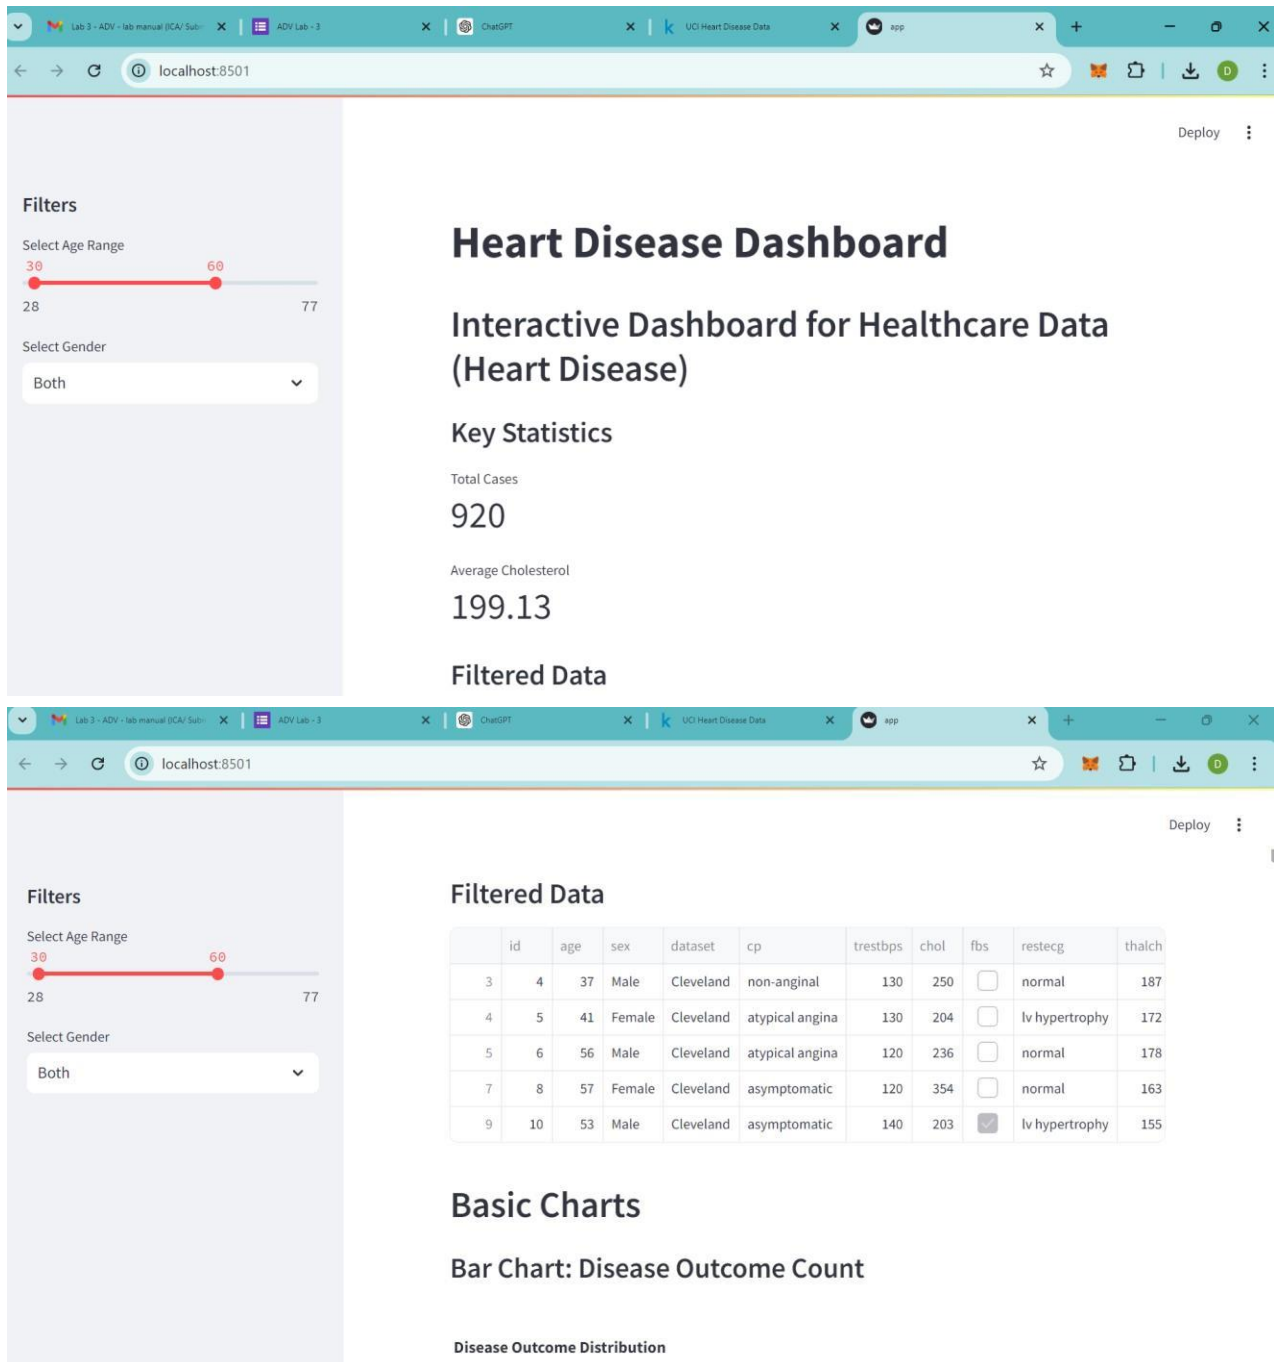 Lab 3 - ADV - lab manual (ICA/ Sub
ADV Lab - 3
ChatGPT
UCI Heart Disease Data
app
localhost:8501
D
Deploy
Filters
Select Age Range
30 60
28 77
Select Gender
Both
Heart Disease Dashboard
Interactive Dashboard for Healthcare Data
(Heart Disease)
Key Statistics
Total Cases
920
Average Cholesterol
199.13
Filtered Data
Lab 3 - ADV - lab manual (ICA/ Sub
ADV Lab - 3
ChatGPT
UCI Heart Disease Data
app
localhost:8501
D
Deploy
Filters
Select Age Range
30 60
28 77
Select Gender
Both
Filtered Data
id age sex dataset cp trestbps chol fbs restecg thalch
3 4 37 Male Cleveland non-anginal 130 250 normal 187
4 5 41 Female Cleveland atypical angina 130 204 lv hypertrophy 172
5 6 56 Male Cleveland atypical angina 120 236 normal 178
7 8 57 Female Cleveland asymptomatic 120 354 normal 163
9 10 53 Male Cleveland asymptomatic 140 203 lv hypertrophy 155
Basic Charts
Bar Chart: Disease Outcome Count
Disease Outcome Distribution